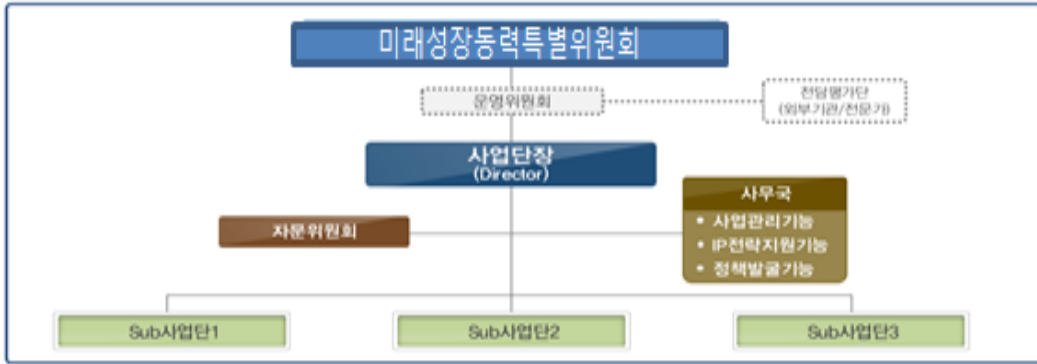 미래성장동력특별위원회
운영위원회
전담평가단
(외부기관/전문가)
사업단장
(Director)
사무국
• 사업관리기능
• IP전략지원기능
• 정책발굴기능
자문위원회
Sub사업단1
Sub사업단2
Sub사업단3